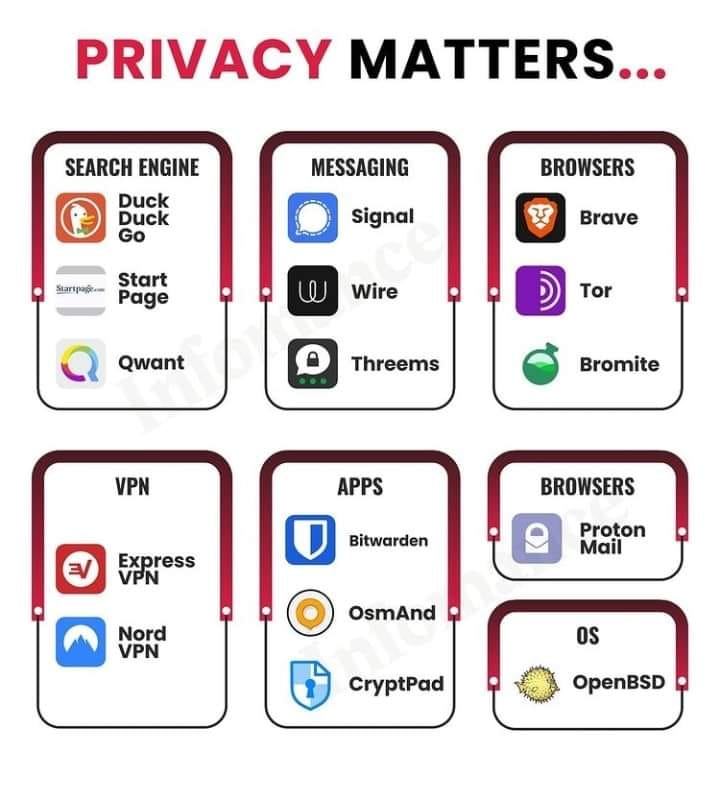 PRIVACY MATTERS...
SEARCH ENGINE
Duck
Duck
Go
Startpage.com
Start
Page
Qwant
MESSAGING
Signal
Wire
Threems
BROWSERS
Brave
Tor
Bromite
VPN
Express
VPN
Nord
VPN
APPS
Bitwarden
OsmAnd
CryptPad
BROWSERS
Proton
Mail
OS
OpenBSD
Infomance
Infomance